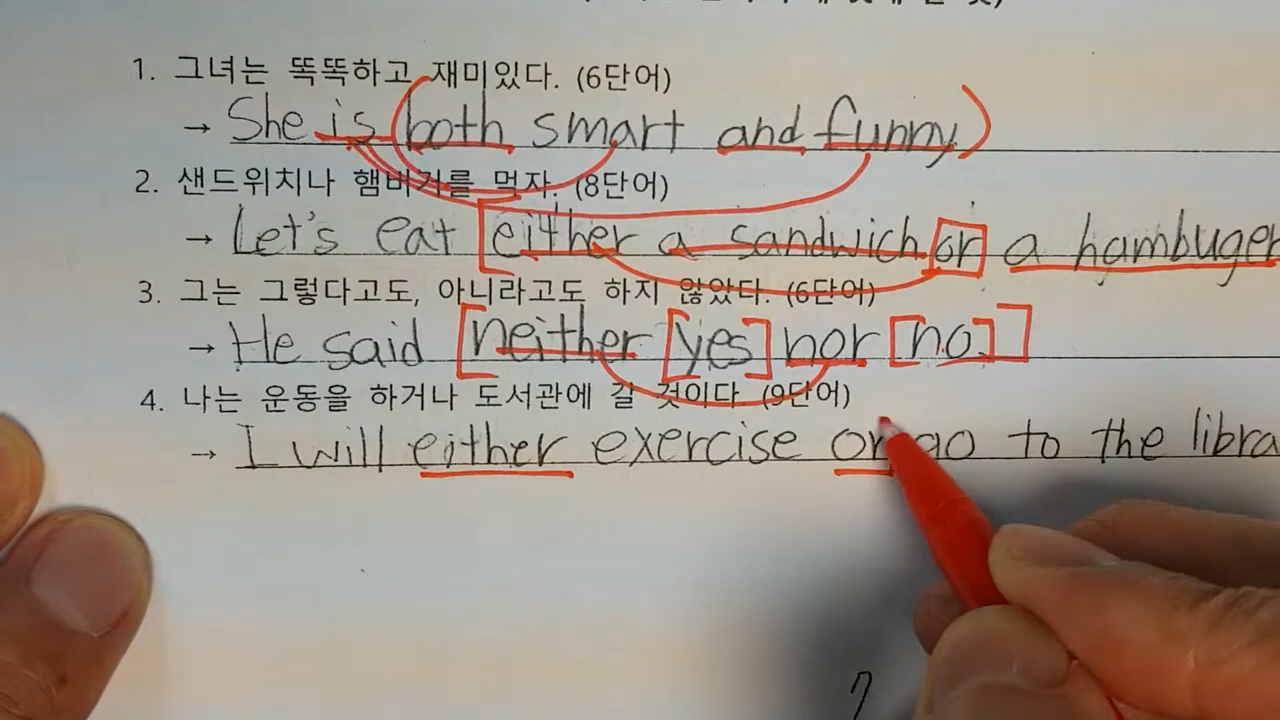 1. 그녀는 똑똑하고 재미있다. (6단어)
→ She is both smart and funny
2. 샌드위치나 햄버거를 먹자. (8단어)
→ Let's eat either a sandwich or a hambuger
3. 그는 그렇다고도, 아니라고도 하지 않았다. (6단어)
→ He said neither yes nor no.
4. 나는 운동을 하거나 도서관에 갈 것이다. (9단어)
→ I will either exercise or go to the libra